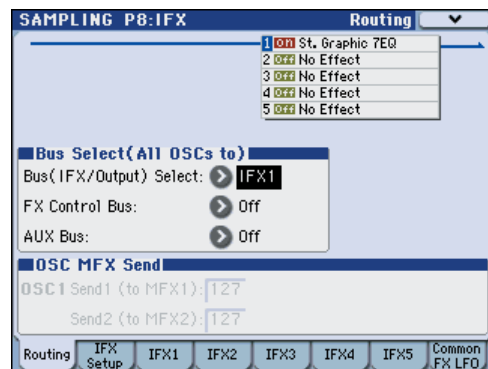 SAMPLING P8:IFX Routing
1 On St. Graphic 7EQ
2 Off No Effect
3 Off No Effect
4 Off No Effect
5 Off No Effect
Bus Select(All OSCs to)
Bus(IFX/Output) Select: IFX1
FX Control Bus: Off
AUX Bus: Off
OSC MFX Send
OSC1 Send1 (to MFX1): 127
Send2 (to MFX2): 127
Routing IFX Setup IFX1 IFX2 IFX3 IFX4 IFX5 Common FX LFO